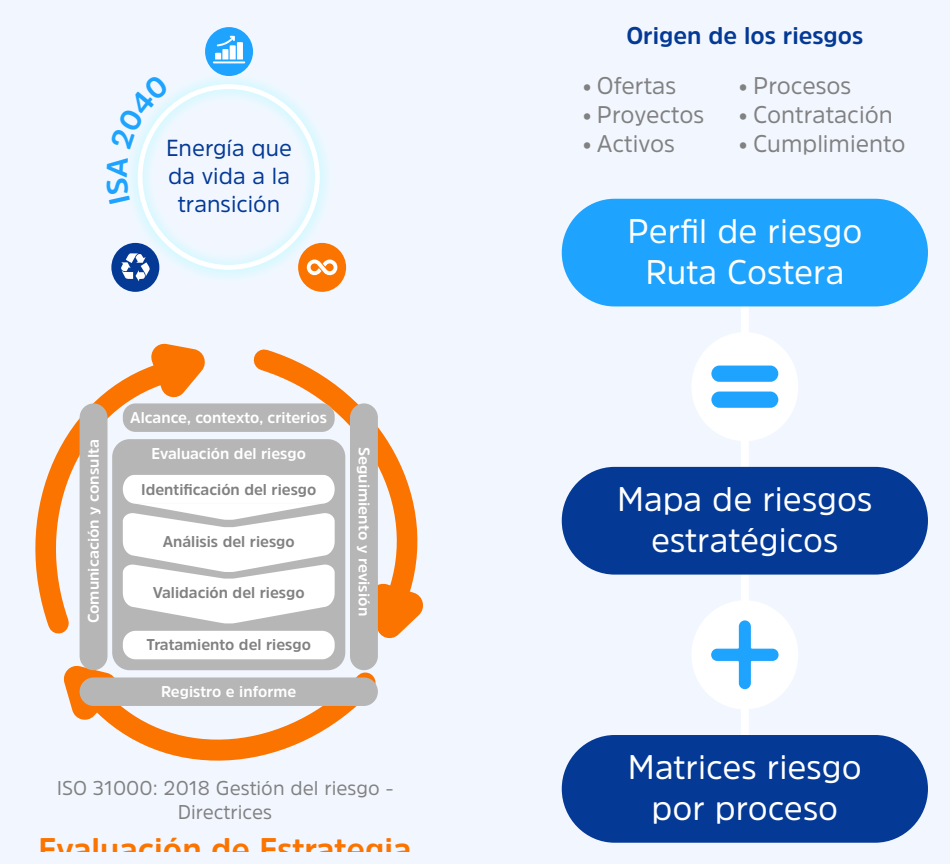 ISA 2040
Energía que
da vida a la
transición
Alcance, contexto, criterios
Comunicación y consulta
Evaluación del riesgo
Identificación del riesgo
Análisis del riesgo
Validación del riesgo
Tratamiento del riesgo
Seguimiento y revisión
Registro e informe
ISO 31000: 2018 Gestión del riesgo -
Directrices
Evaluación de Estrategia
Origen de los riesgos
• Ofertas
• Proyectos
• Activos
• Procesos
• Contratación
• Cumplimiento
Perfil de riesgo
Ruta Costera
=
Mapa de riesgos
estratégicos
+
Matrices riesgo
por proceso